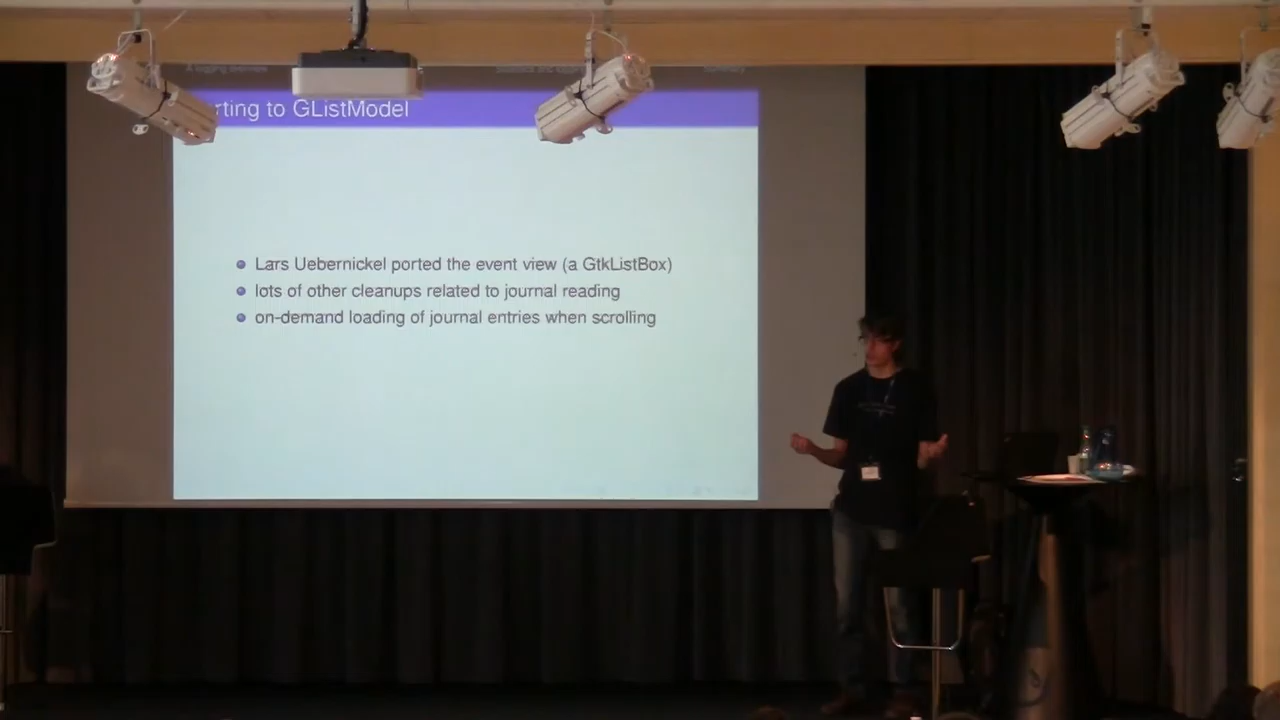 rting to GListModel
Lars Uebernickel ported the event view (a GtkListBox)
lots of other cleanups related to journal reading
on-demand loading of journal entries when scrolling